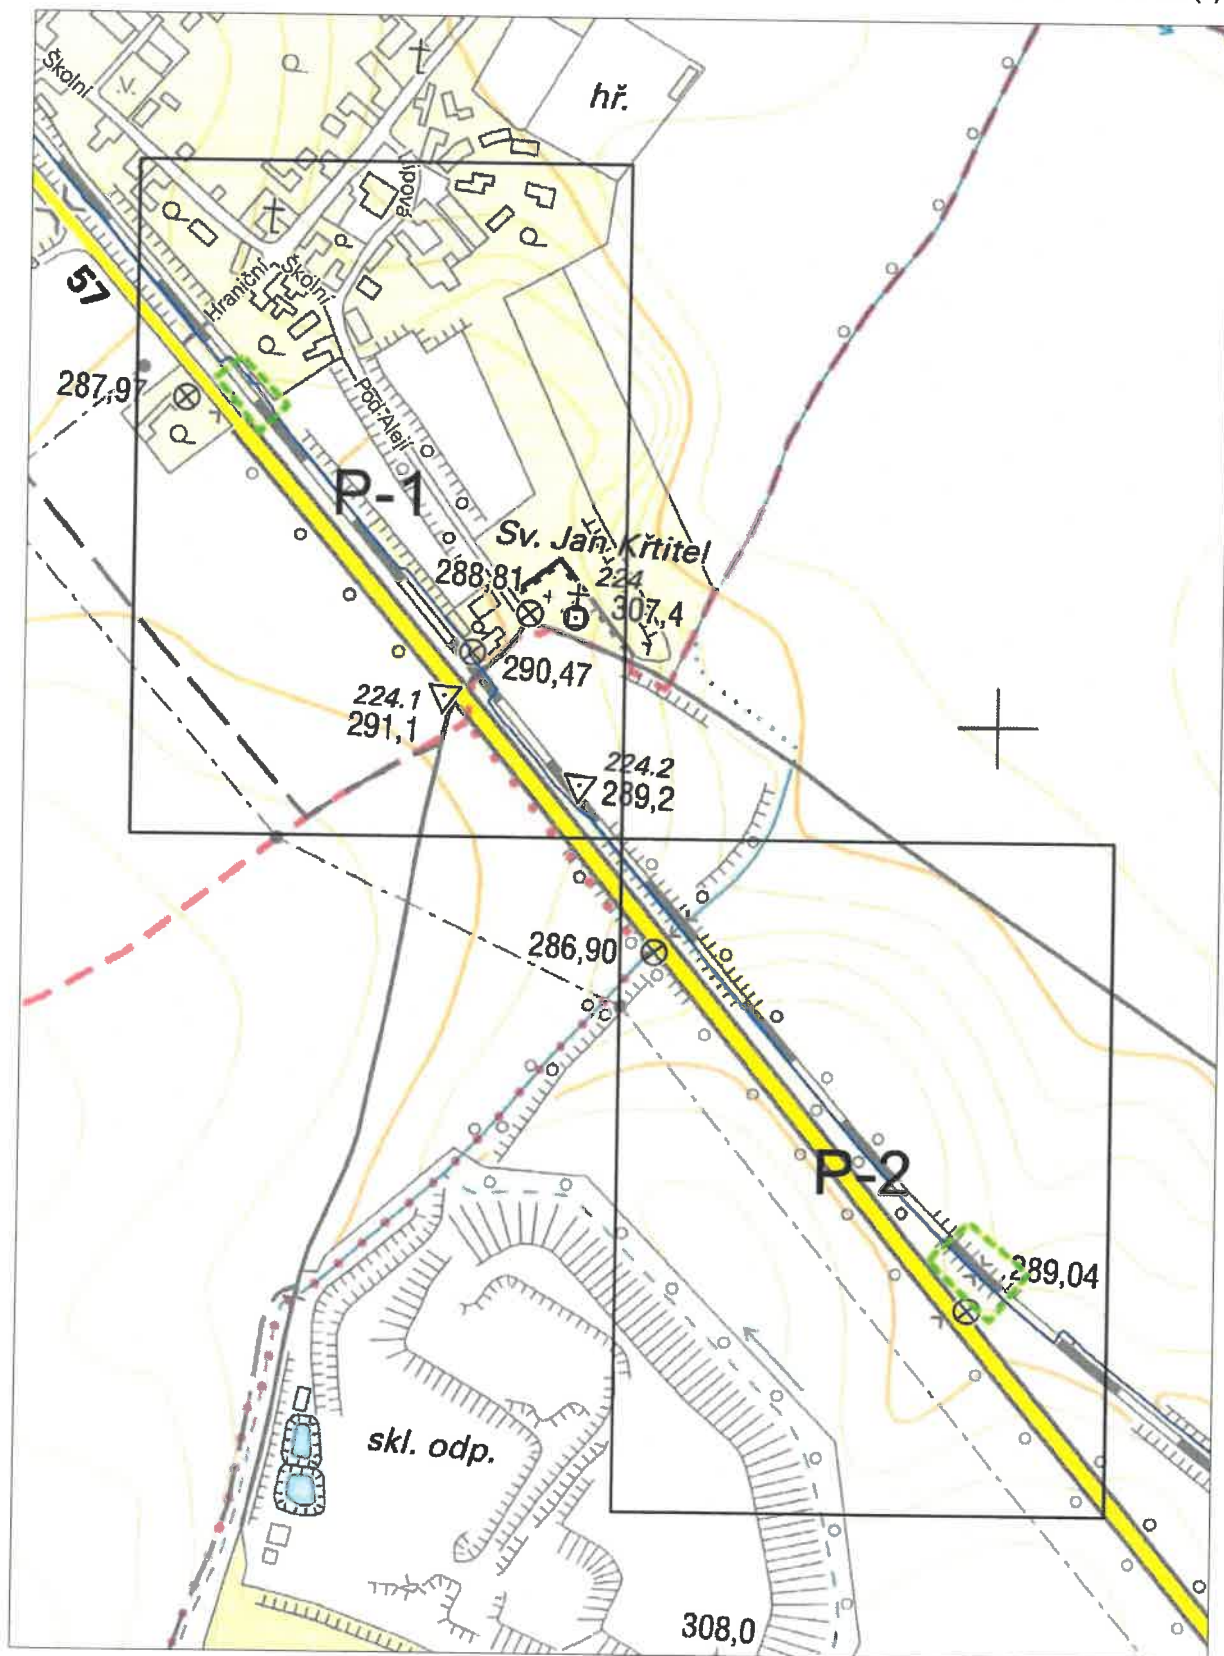 Školní
hř.
57
Lipová
Hraniční
Školní
287,97
Pod Alejí
P-1
Sv. Jan Křtitel
288,81
224
307,4
290,47
224.1
291,1
224.2
289,2
286,90
P-2
289,04
skl. odp.
308,0